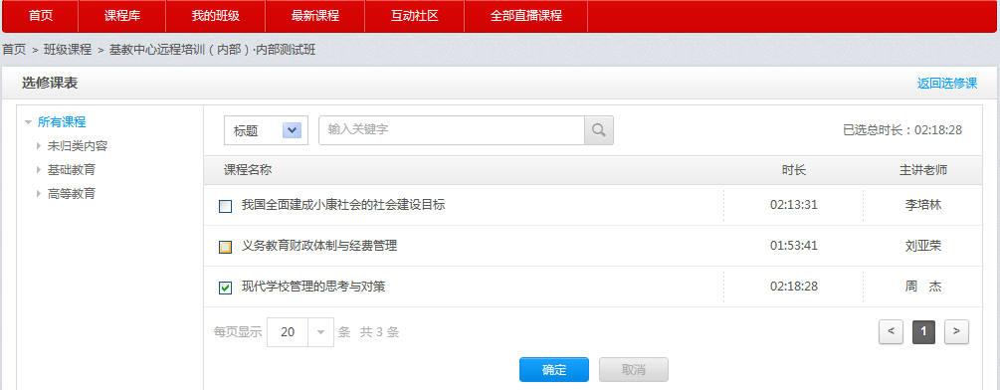 首页 课程库 我的班级 最新课程 互动社区 全部直播课程
首页 > 班级课程 > 基教中心远程培训（内部）·内部测试班
选修课表 返回选修课
所有课程
未归类内容
基础教育
高等教育
标题 输入关键字 已选总时长：02:18:28
课程名称 时长 主讲老师
我国全面建成小康社会的社会建设目标 02:13:31 李培林
义务教育财政体制与经费管理 01:53:41 刘亚荣
现代学校管理的思考与对策 02:18:28 周 杰
每页显示 20 条 共 3 条 < 1 >
确定 取消